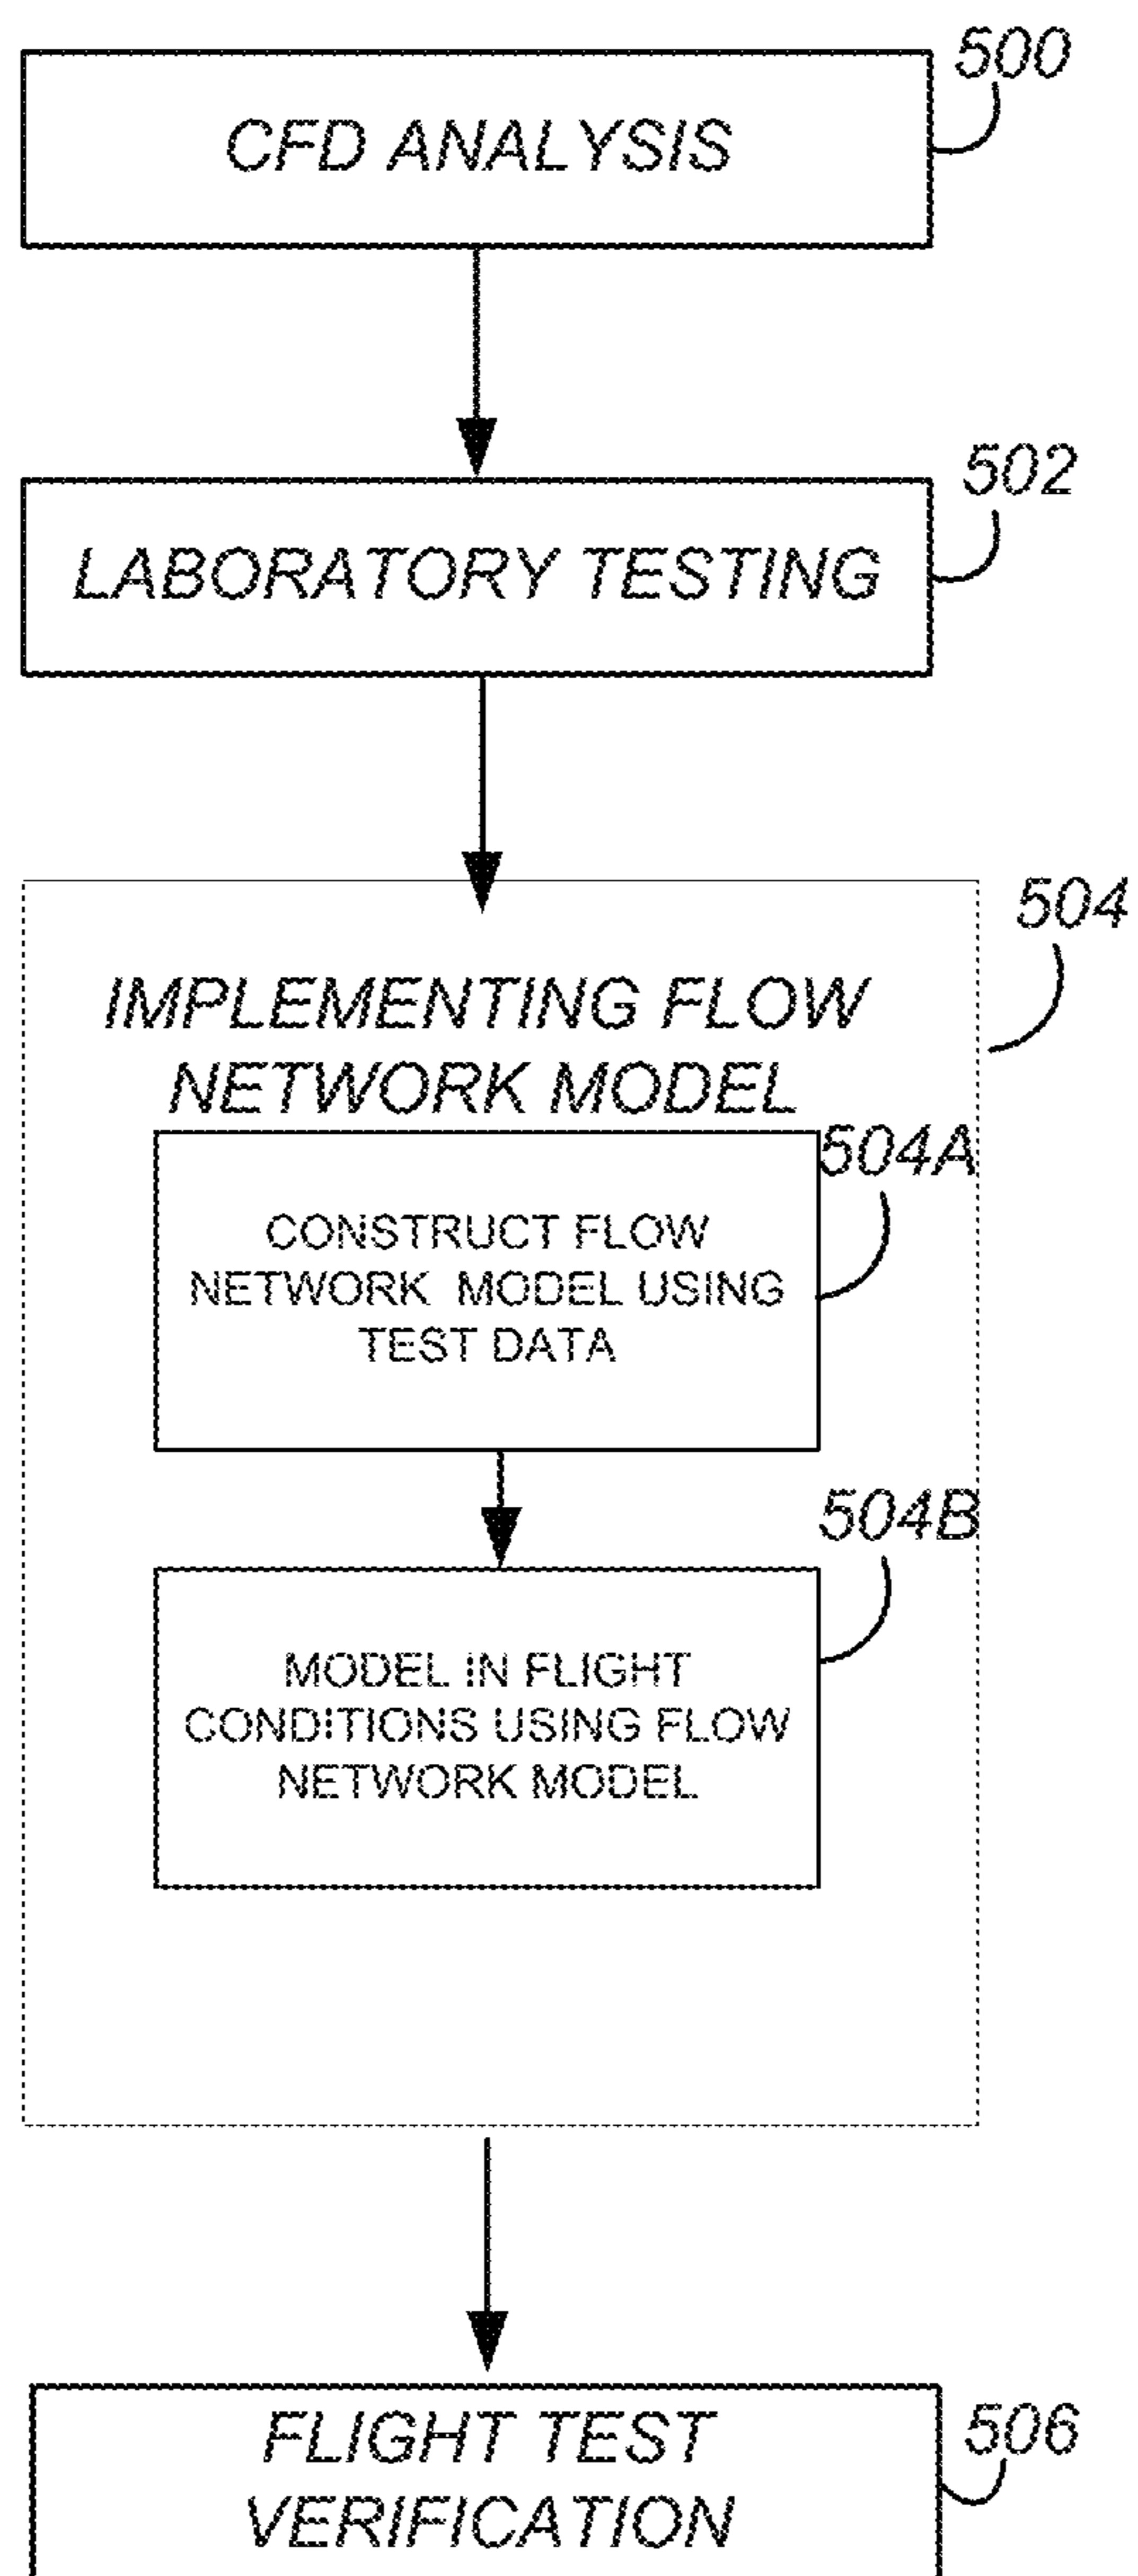 500
CFD ANALYSIS
502
LABORATORY TESTING
504
IMPLEMENTING FLOW
NETWORK MODEL
504A
CONSTRUCT FLOW
NETWORK MODEL USING
TEST DATA
504B
MODEL IN FLIGHT
CONDITIONS USING FLOW
NETWORK MODEL
506
FLIGHT TEST
VERIFICATION